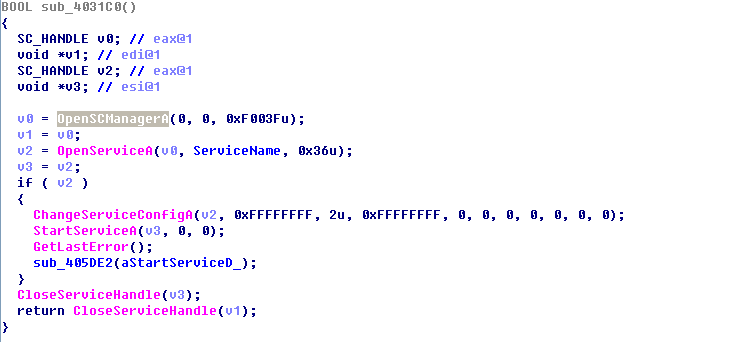 BOOL sub_4031C0()
{
SC_HANDLE v0; // eax@1
void *v1; // edi@1
SC_HANDLE v2; // eax@1
void *v3; // esi@1
v0 = OpenSCManagerA(0, 0, 0xF003Fu);
v1 = v0;
v2 = OpenServiceA(v0, ServiceName, 0x36u);
v3 = v2;
if ( v2 )
{
ChangeServiceConfigA(v2, 0xFFFFFFFF, 2u, 0xFFFFFFFF, 0, 0, 0, 0, 0, 0, 0);
StartServiceA(v3, 0, 0);
GetLastError();
sub_405DE2(aStartServiceD_);
}
CloseServiceHandle(v3);
return CloseServiceHandle(v1);
}